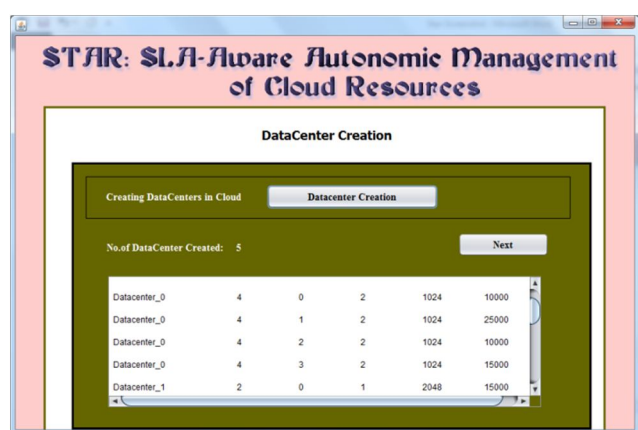 STAR: SLA-Aware Autonomic Management
of Cloud Resources
DataCenter Creation
Creating DataCenters in Cloud Datacenter Creation
No.of DataCenter Created: 5 Next
Datacenter_0 4 0 2 1024 10000
Datacenter_0 4 1 2 1024 25000
Datacenter_0 4 2 2 1024 10000
Datacenter_0 4 3 2 1024 15000
Datacenter_1 2 0 1 2048 15000